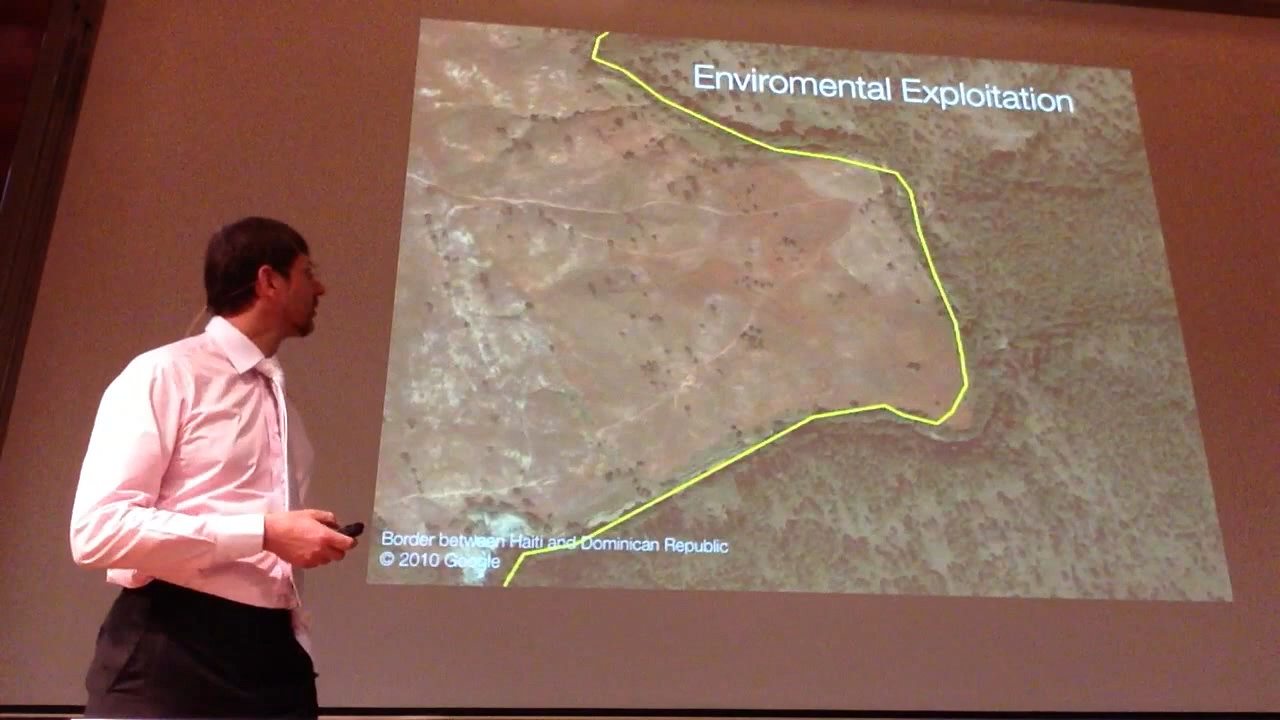 Enviromental Exploitation
Border between Haiti and Dominican Republic
© 2010 Google